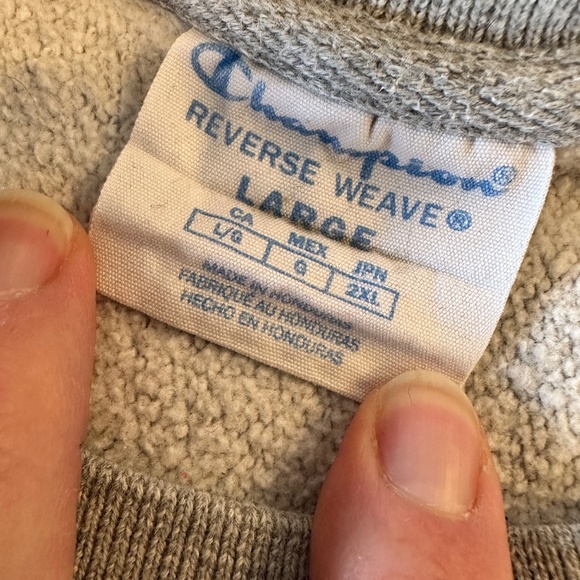 Champion®
REVERSE WEAVE®
LARGE
CA MEX JPN
L/G G 2XL
MADE IN HONDURAS
FABRIQUÉ AU HONDURAS
HECHO EN HONDURAS